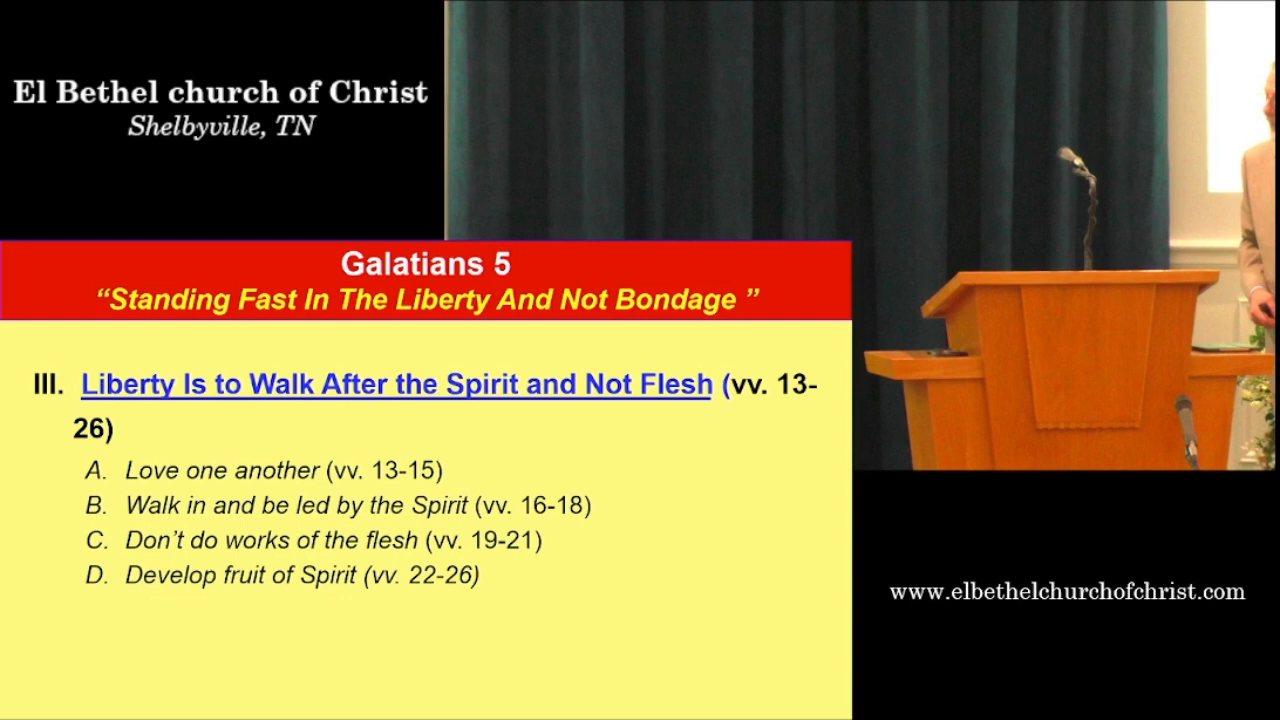 El Bethel church of Christ
Shelbyville, TN
Galatians 5
“Standing Fast In The Liberty And Not Bondage ”
III. Liberty Is to Walk After the Spirit and Not Flesh (vv. 13-
26)
A. Love one another (vv. 13-15)
B. Walk in and be led by the Spirit (vv. 16-18)
C. Don’t do works of the flesh (vv. 19-21)
D. Develop fruit of Spirit (vv. 22-26)
www.elbethelchurchofchrist.com